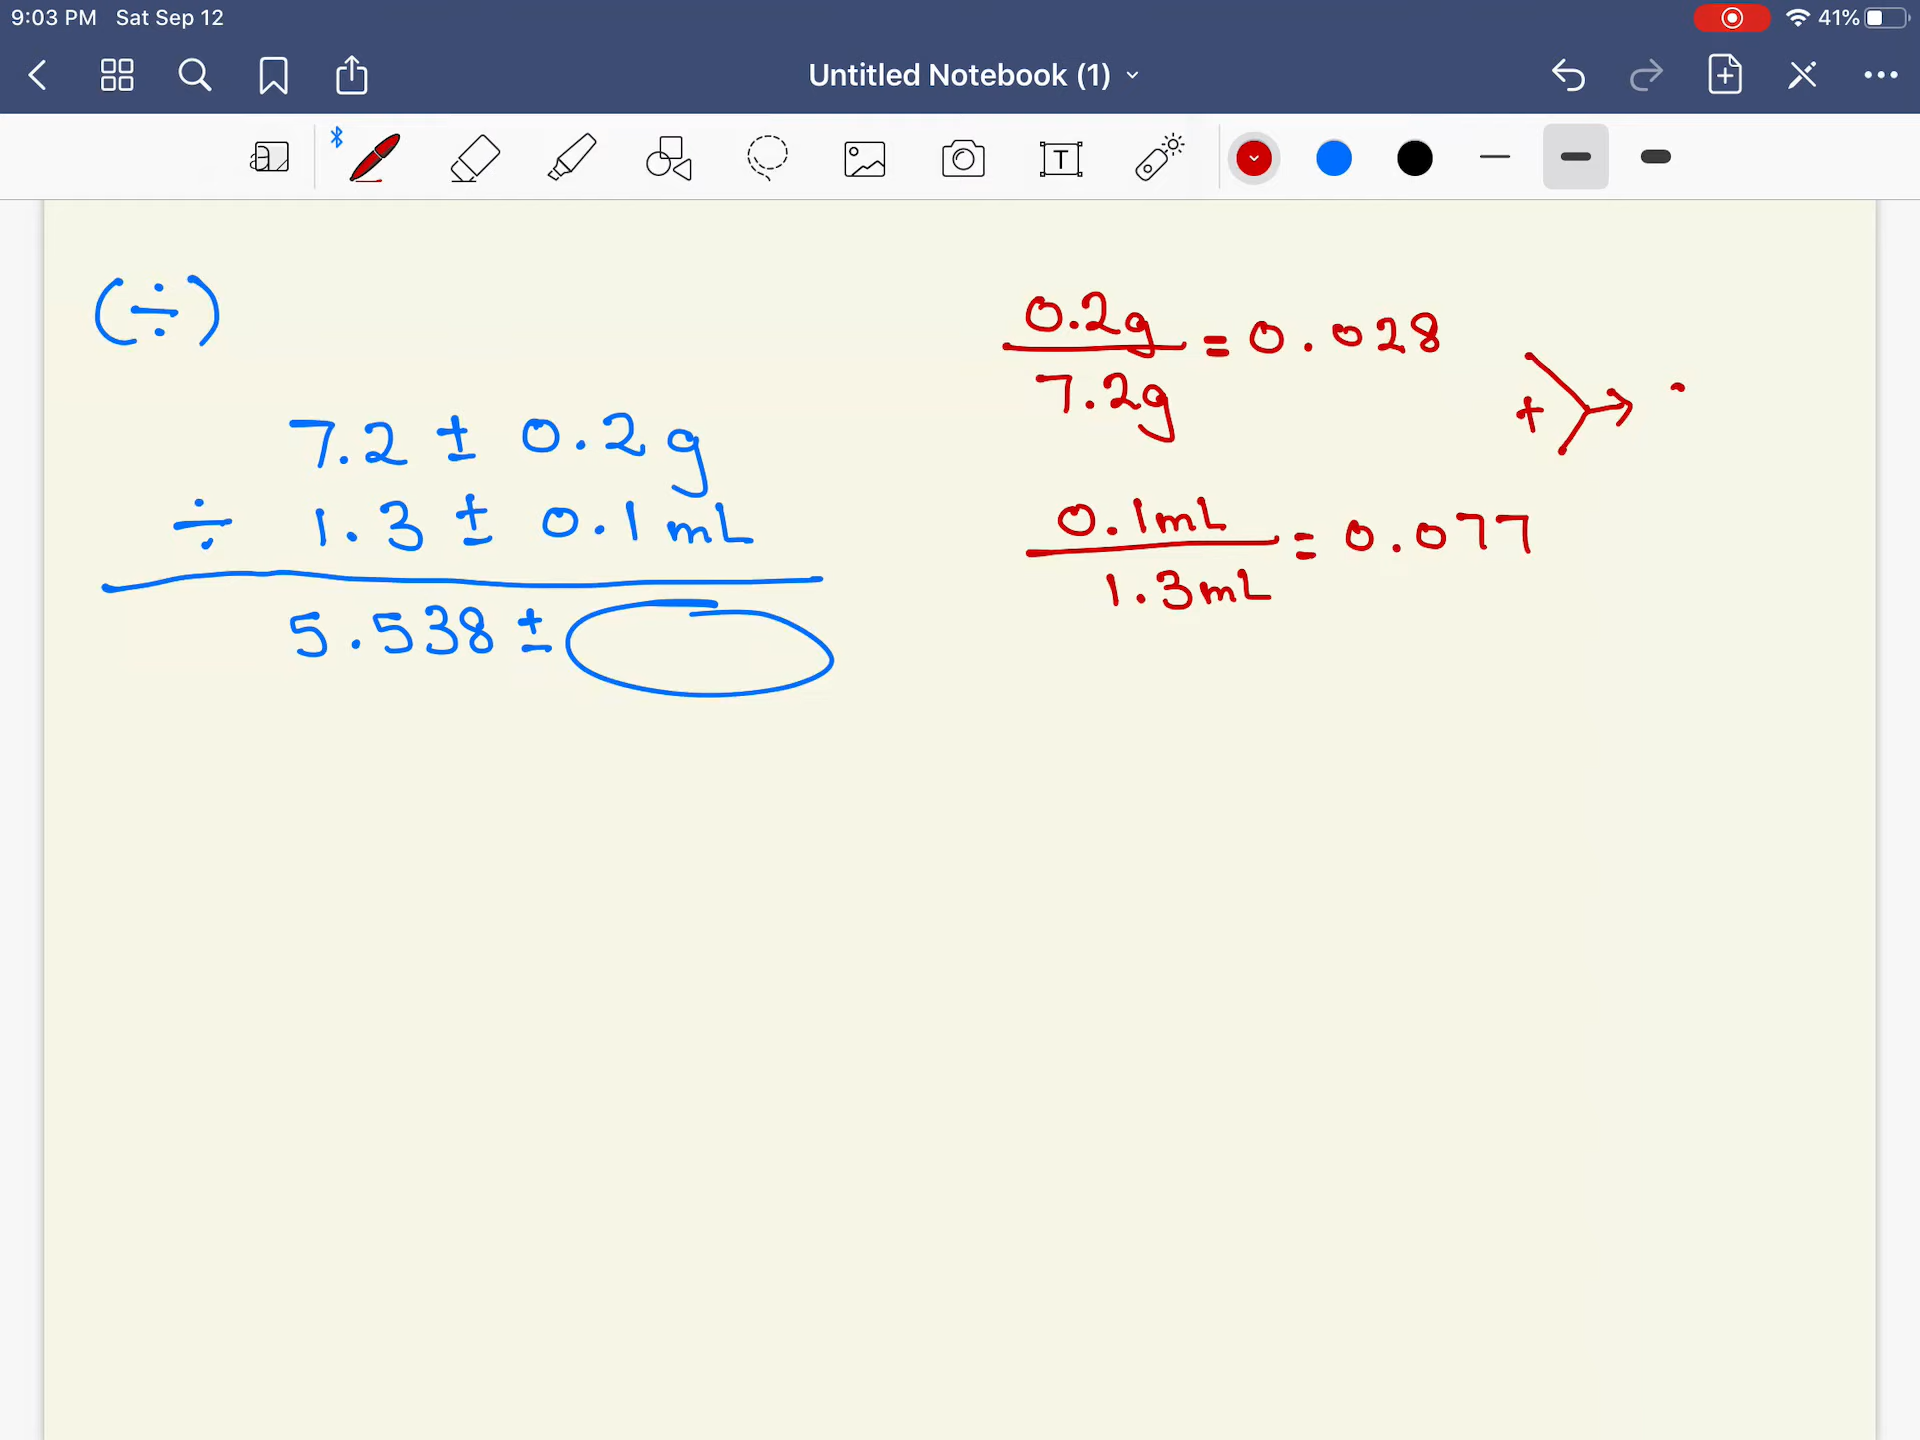 9:03 PM Sat Sep 12
41%
Untitled Notebook (1)
T
(÷)
7.2 ± 0.2 g
÷ 1.3 ± 0.1 mL
5.538 ±
0.2g
7.2g
= 0.028
+
0.1mL
1.3mL
= 0.077